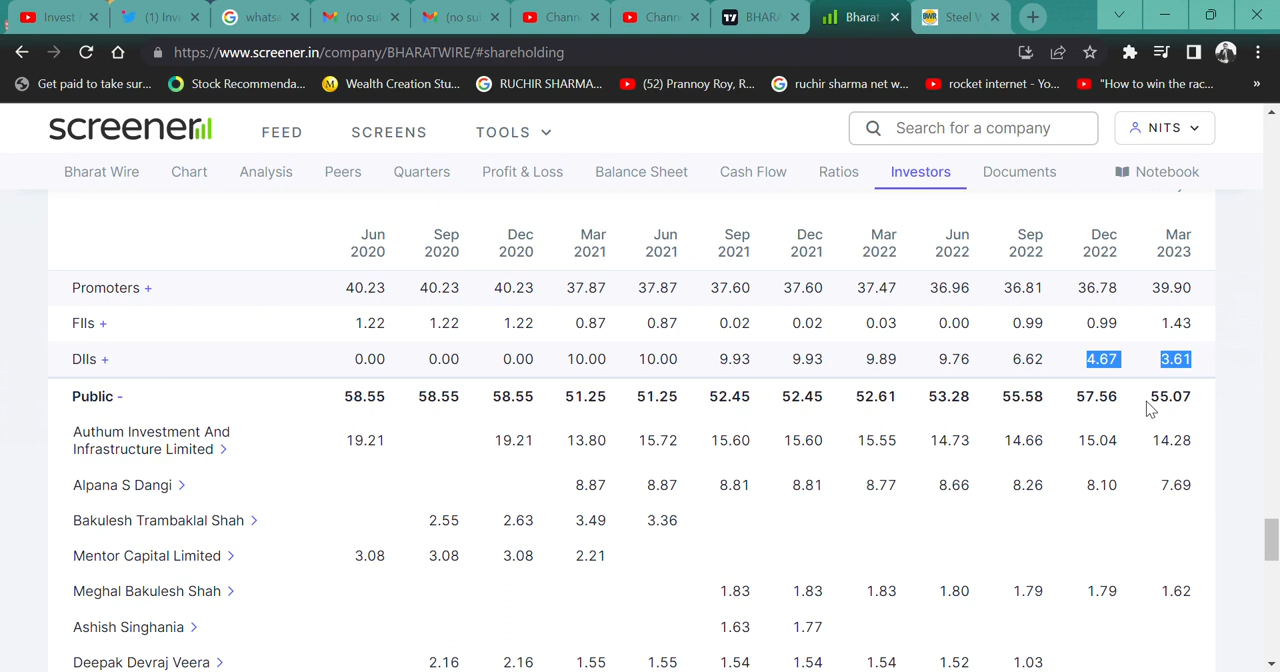 Invest
(1) Inve
whatsa
(no sul
(no sul
Chann
Chann
BHARA
Bharat
Steel V
https://www.screener.in/company/BHARATWIRE/#shareholding
Get paid to take sur... Stock Recommenda... Wealth Creation Stu... RUCHIR SHARMA... (52) Prannoy Roy, R... ruchir sharma net w... rocket internet - Yo... "How to win the rac... »
screener FEED SCREENS TOOLS Search for a company NITS
Bharat Wire Chart Analysis Peers Quarters Profit & Loss Balance Sheet Cash Flow Ratios Investors Documents Notebook
Jun Sep Dec Mar Jun Sep Dec Mar Jun Sep Dec Mar
2020 2020 2020 2021 2021 2021 2021 2022 2022 2022 2022 2023
Promoters + 40.23 40.23 40.23 37.87 37.87 37.60 37.60 37.47 36.96 36.81 36.78 39.90
FIIs + 1.22 1.22 1.22 0.87 0.87 0.02 0.02 0.03 0.00 0.99 0.99 1.43
DIIs + 0.00 0.00 0.00 10.00 10.00 9.93 9.93 9.89 9.76 6.62 4.67 3.61
Public - 58.55 58.55 58.55 51.25 51.25 52.45 52.45 52.61 53.28 55.58 57.56 55.07
Authum Investment And
Infrastructure Limited > 19.21 19.21 13.80 15.72 15.60 15.60 15.55 14.73 14.66 15.04 14.28
Alpana S Dangi > 8.87 8.87 8.81 8.81 8.77 8.66 8.26 8.10 7.69
Bakulesh Trambaklal Shah > 2.55 2.63 3.49 3.36
Mentor Capital Limited > 3.08 3.08 3.08 2.21
Meghal Bakulesh Shah > 1.83 1.83 1.83 1.80 1.79 1.79 1.62
Ashish Singhania > 1.63 1.77
Deepak Devraj Veera > 2.16 2.16 1.55 1.55 1.54 1.54 1.54 1.52 1.03